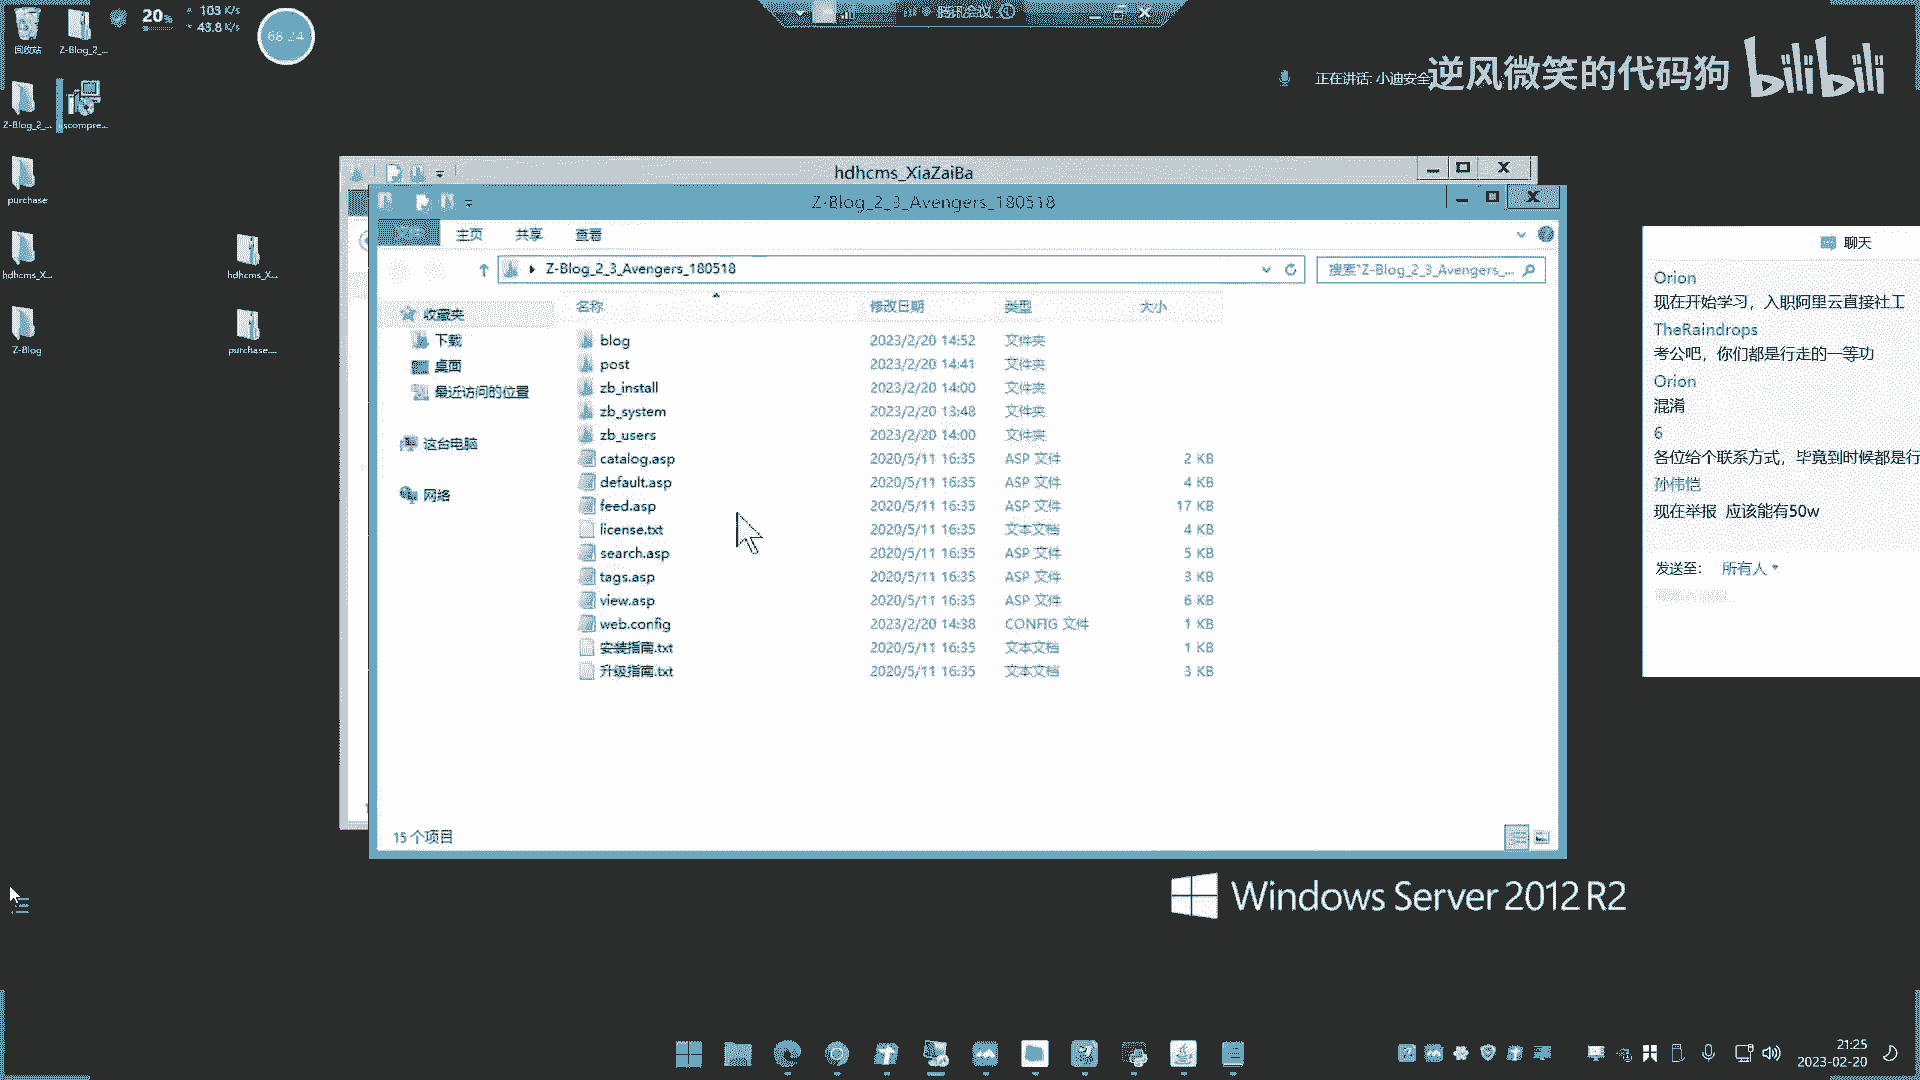 回收站
Z-Blog_2_...
20%
103 K/s
43.8 K/s
68.24
腾讯会议
正在讲话: 小迪安全
逆风微笑的代码狗
bilibili
Z-Blog_2_...
scompre...
purchase
hdhcms_X...
hdhcms_X...
Z-Blog
purchase....
hdhcms_XiaZaiBa
Z-Blog_2_3_Avengers_180518
文件
主页
共享
查看
Z-Blog_2_3_Avengers_180518
搜索"Z-Blog_2_3_Avengers_...
收藏夹
下载
桌面
最近访问的位置
这台电脑
网络
名称 修改日期 类型 大小
blog 2023/2/20 14:52 文件夹
post 2023/2/20 14:41 文件夹
zb_install 2023/2/20 14:00 文件夹
zb_system 2023/2/20 13:48 文件夹
zb_users 2023/2/20 14:00 文件夹
catalog.asp 2020/5/11 16:35 ASP 文件 2 KB
default.asp 2020/5/11 16:35 ASP 文件 4 KB
feed.asp 2020/5/11 16:35 ASP 文件 17 KB
license.txt 2020/5/11 16:35 文本文档 4 KB
search.asp 2020/5/11 16:35 ASP 文件 5 KB
tags.asp 2020/5/11 16:35 ASP 文件 3 KB
view.asp 2020/5/11 16:35 ASP 文件 6 KB
web.config 2023/2/20 14:38 CONFIG 文件 1 KB
安装指南.txt 2020/5/11 16:35 文本文档 1 KB
升级指南.txt 2020/5/11 16:35 文本文档 3 KB
15 个项目
聊天
Orion
现在开始学习，入职阿里云直接社工
TheRaindrops
考公吧，你们都是行走的一等功
Orion
混淆
6
各位给个联系方式，毕竟到时候都是行
孙伟恺
现在举报 应该能有50w
发送至： 所有人
Windows Server 2012 R2
21:25
2023-02-20